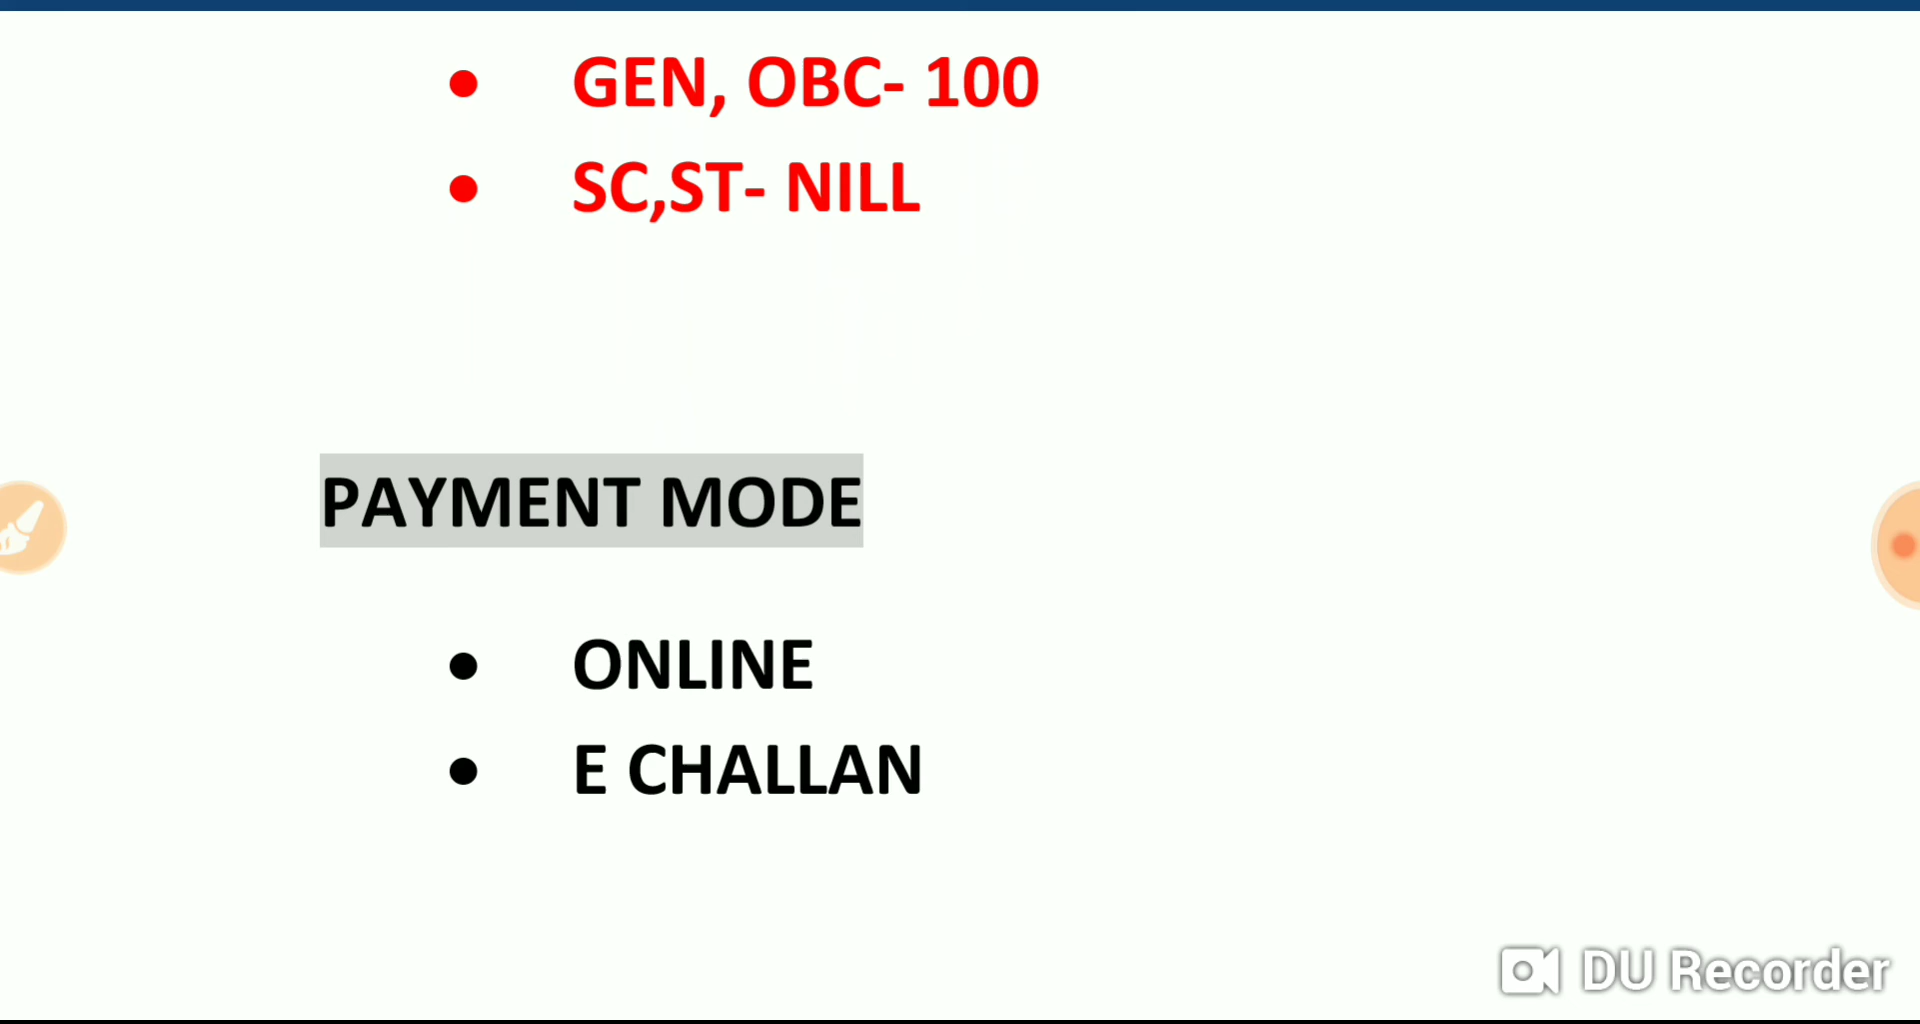 • GEN, OBC- 100
• SC,ST- NILL
PAYMENT MODE
• ONLINE
• E CHALLAN
DU Recorder